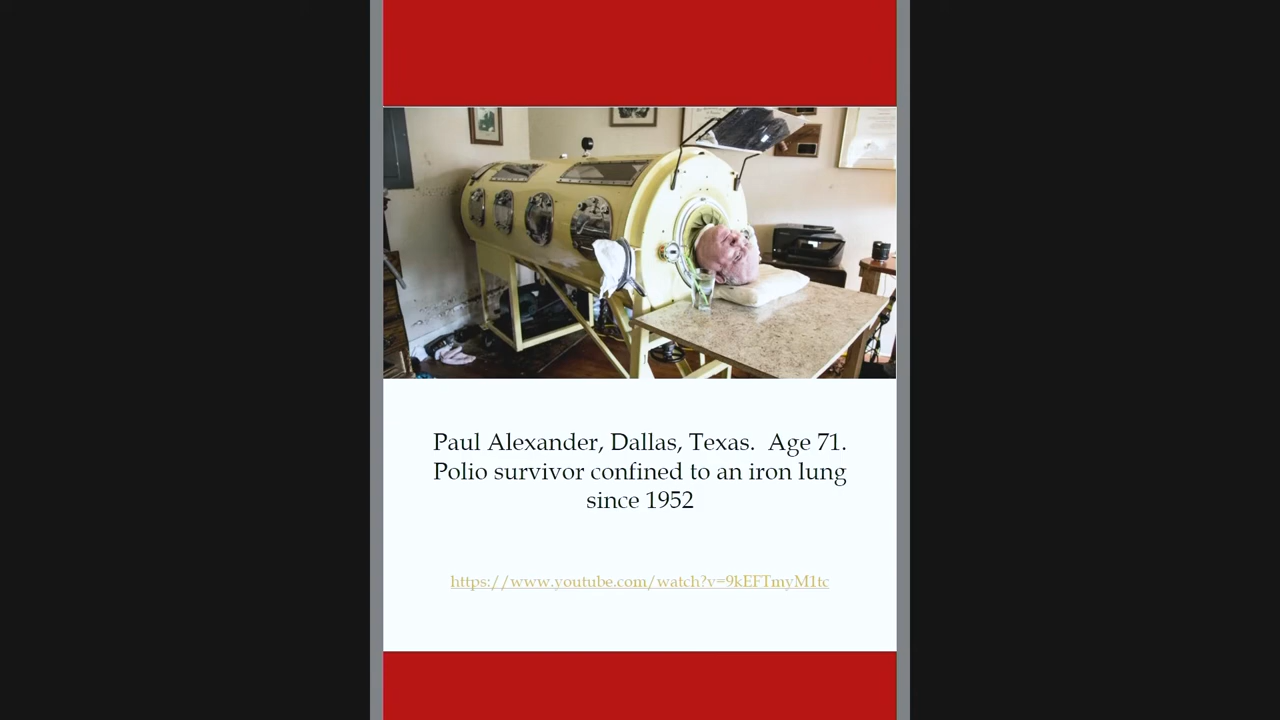 Paul Alexander, Dallas, Texas.  Age 71.
Polio survivor confined to an iron lung
since 1952
https://www.youtube.com/watch?v=9kEFTmyM1tc